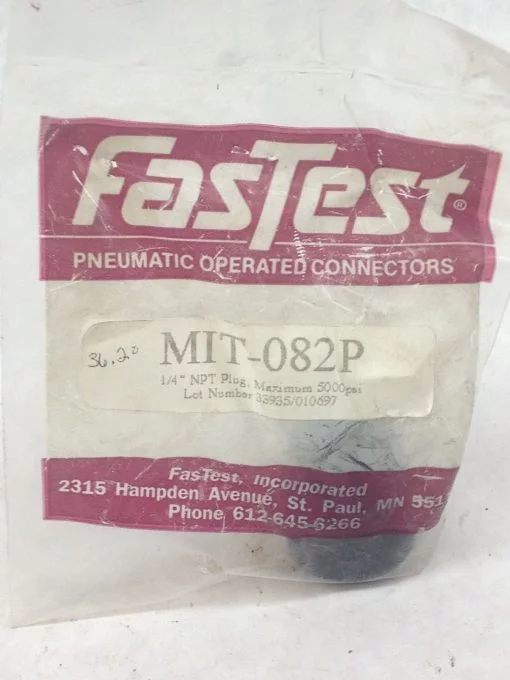 FasTest®
PNEUMATIC OPERATED CONNECTORS
36.20 MIT-082P
1/4" NPT Plug, Maximum 5000psi
Lot Number 33935/010697
FasTest, Incorporated
2315 Hampden Avenue, St. Paul, MN
Phone 612-645-6266